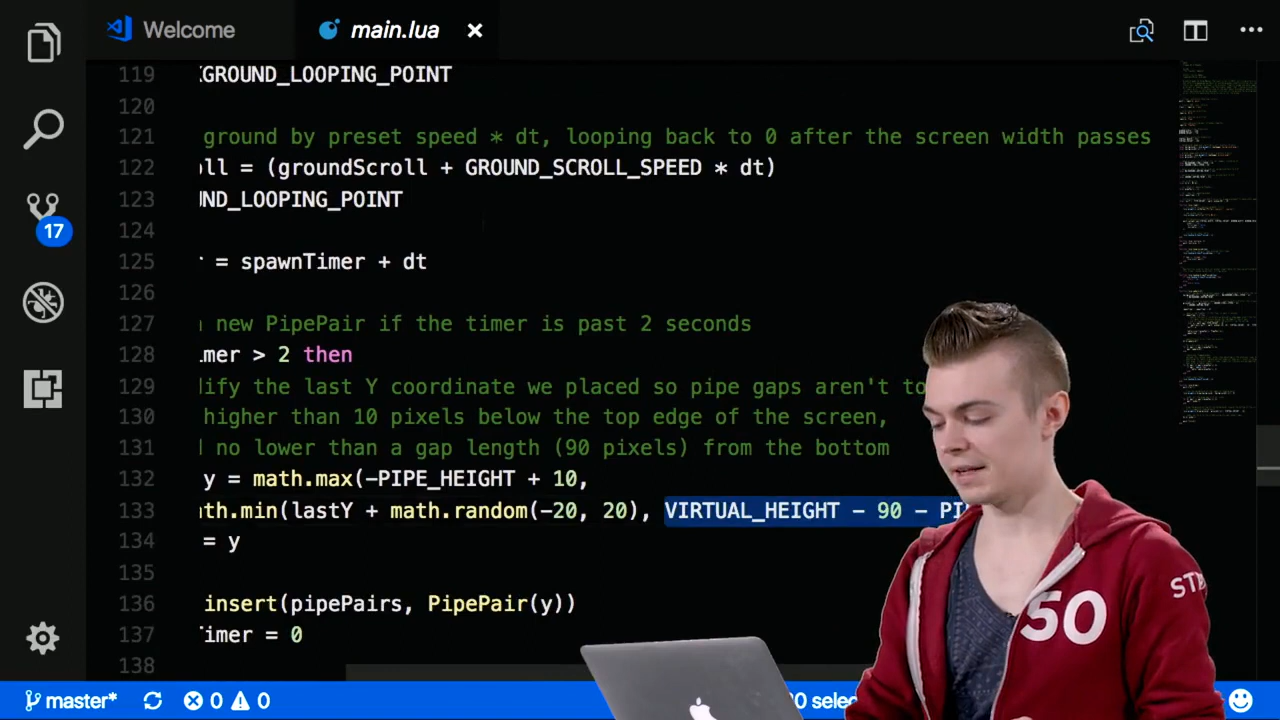 Welcome
main.lua
119 KGROUND_LOOPING_POINT
120
121 ground by preset speed * dt, looping back to 0 after the screen width passes
122 oll = (groundScroll + GROUND_SCROLL_SPEED * dt)
123 ND_LOOPING_POINT
124
125 r = spawnTimer + dt
126
127 new PipePair if the timer is past 2 seconds
128 imer > 2 then
129 dify the last Y coordinate we placed so pipe gaps aren't to
130 higher than 10 pixels below the top edge of the screen,
131 no lower than a gap length (90 pixels) from the bottom
132 y = math.max(-PIPE_HEIGHT + 10,
133 th.min(lastY + math.random(-20, 20), VIRTUAL_HEIGHT - 90 - PI
134 = y
135
136 insert(pipePairs, PipePair(y))
137 Timer = 0
138
17
master*
0
0
50